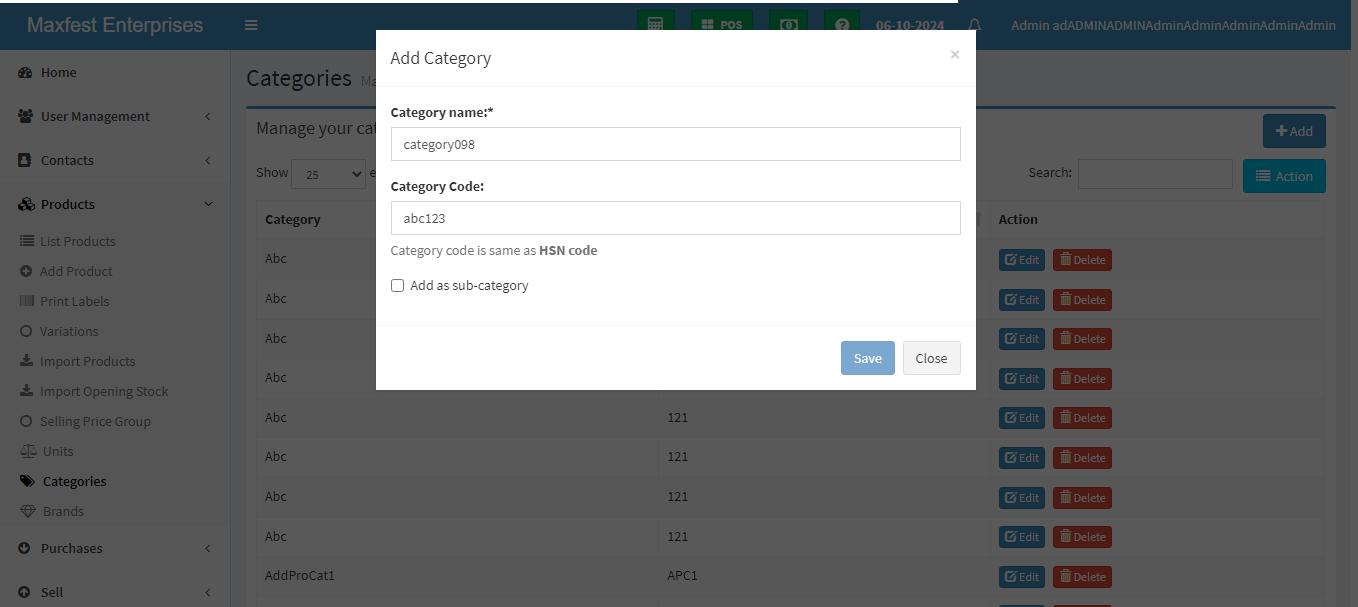 Maxfest Enterprises
POS
06-10-2024
Admin adADMINADMINAdminAdminAdminAdminAdmin
Home
User Management
Contacts
Products
List Products
Add Product
Print Labels
Variations
Import Products
Import Opening Stock
Selling Price Group
Units
Categories
Brands
Purchases
Sell
Categories Ma
Manage your cat
Add
Show 25 e
Search:
Action
Category
Action
Abc Edit Delete
Abc Edit Delete
Abc Edit Delete
Abc Edit Delete
Abc 121 Edit Delete
Abc 121 Edit Delete
Abc 121 Edit Delete
Abc 121 Edit Delete
AddProCat1 APC1 Edit Delete
Add Category ×
Category name:*
category098
Category Code:
abc123
Category code is same as HSN code
Add as sub-category
Save Close